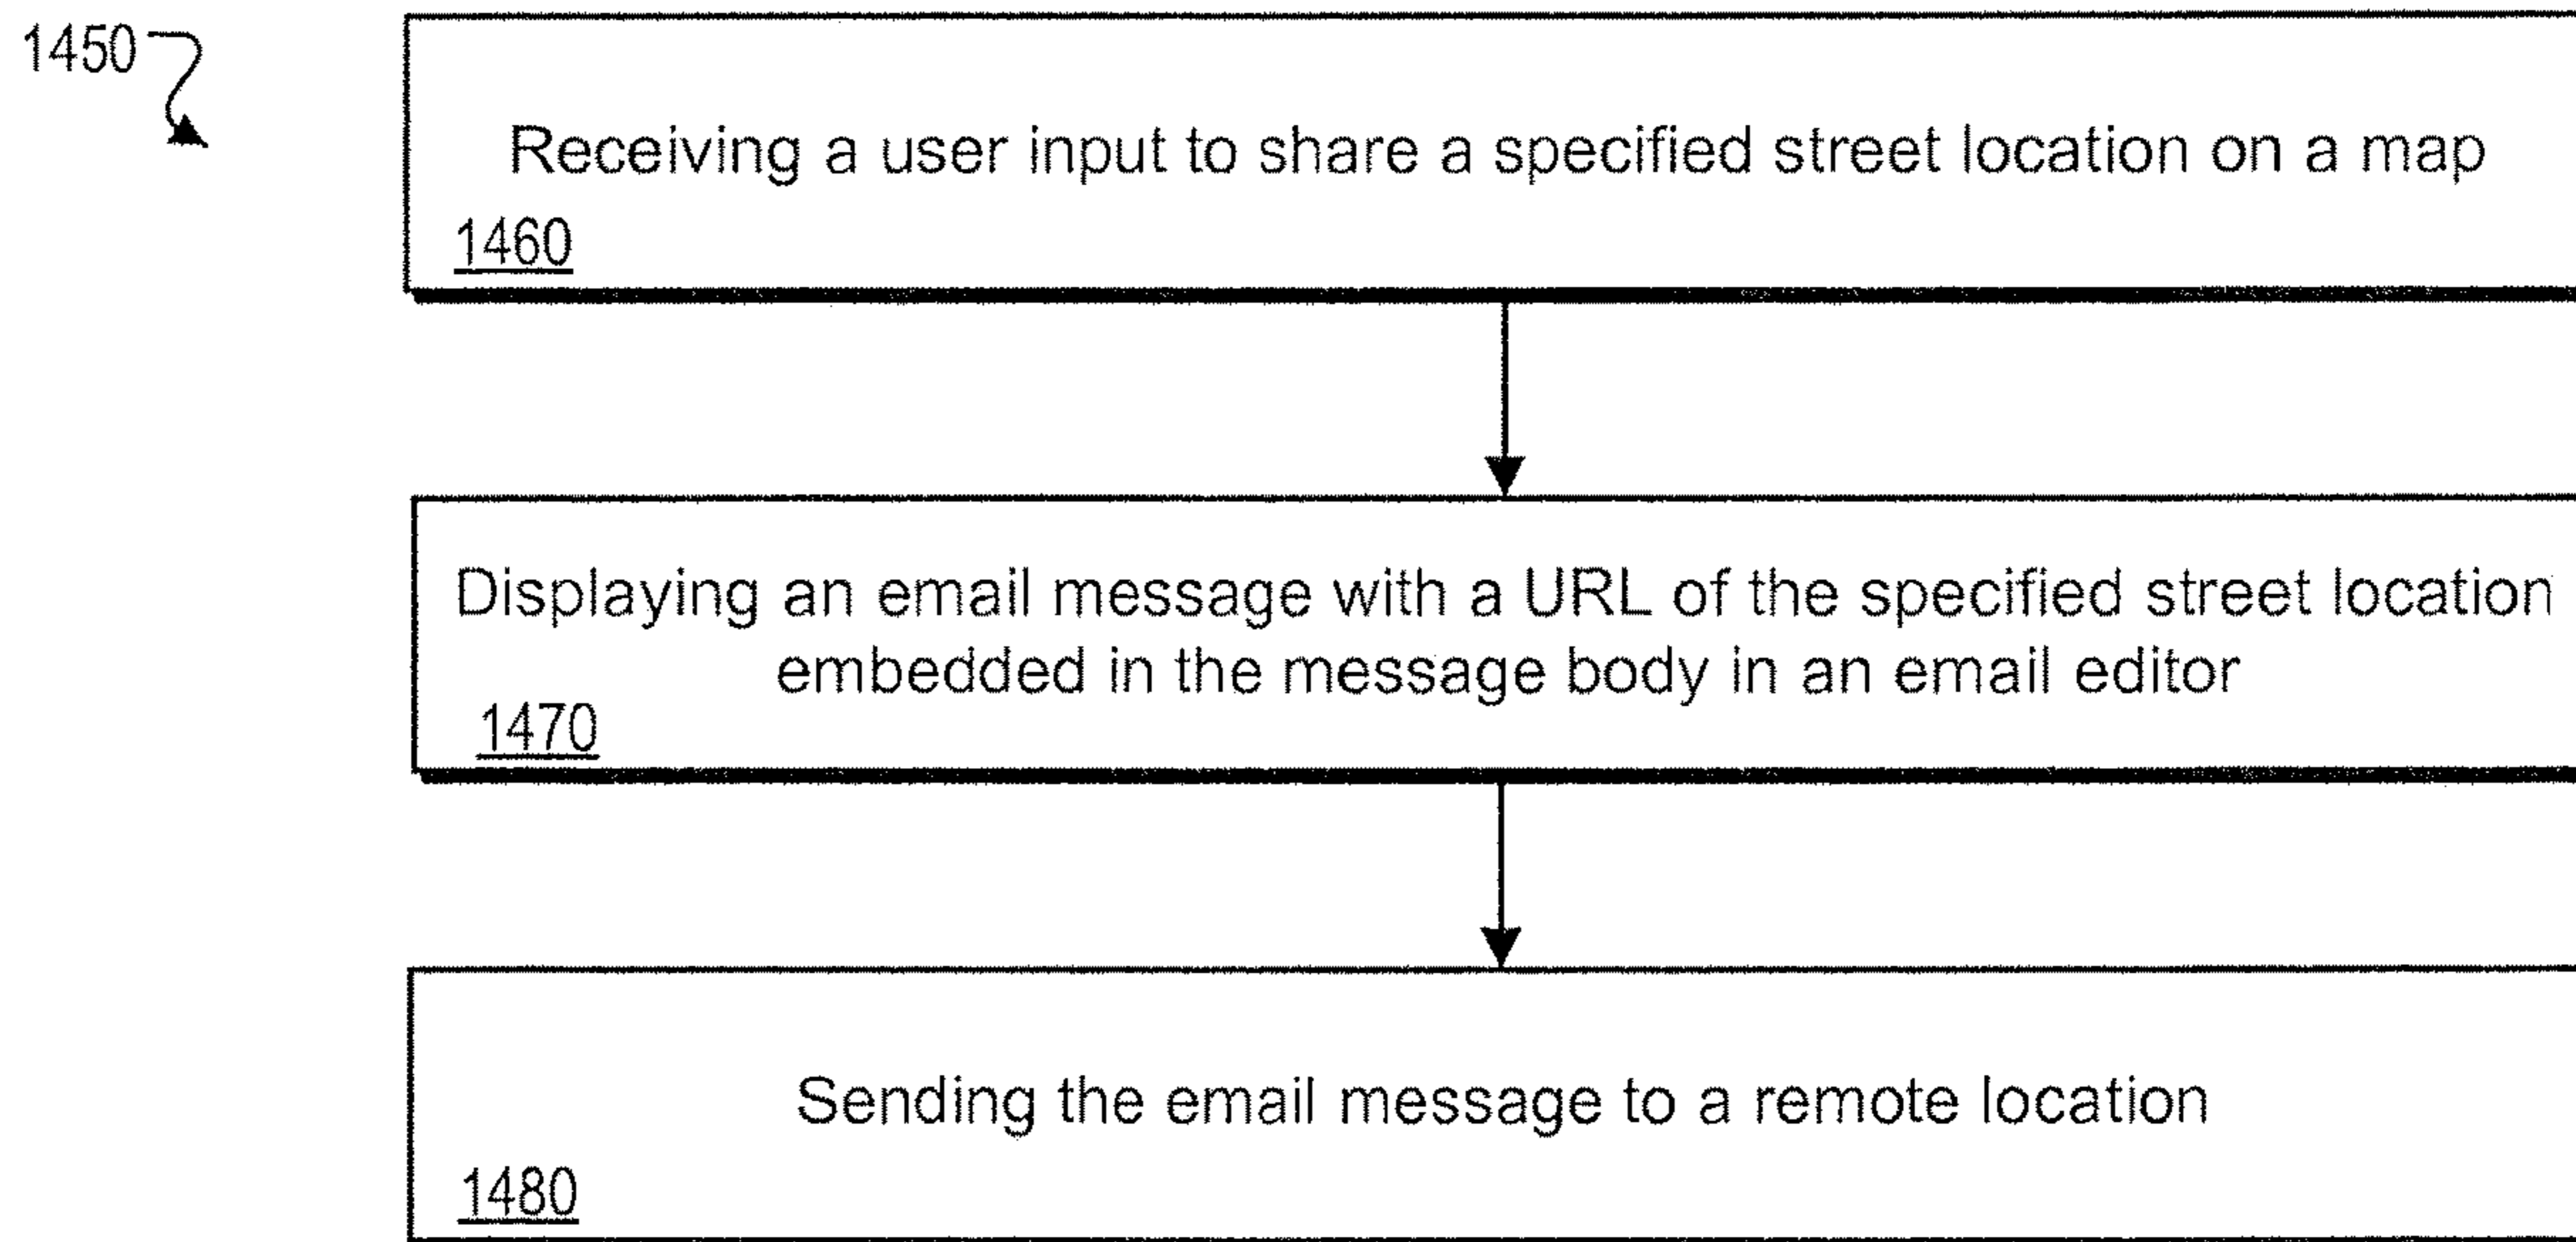 1450
Receiving a user input to share a specified street location on a map
1460
Displaying an email message with a URL of the specified street location
embedded in the message body in an email editor
1470
Sending the email message to a remote location
1480